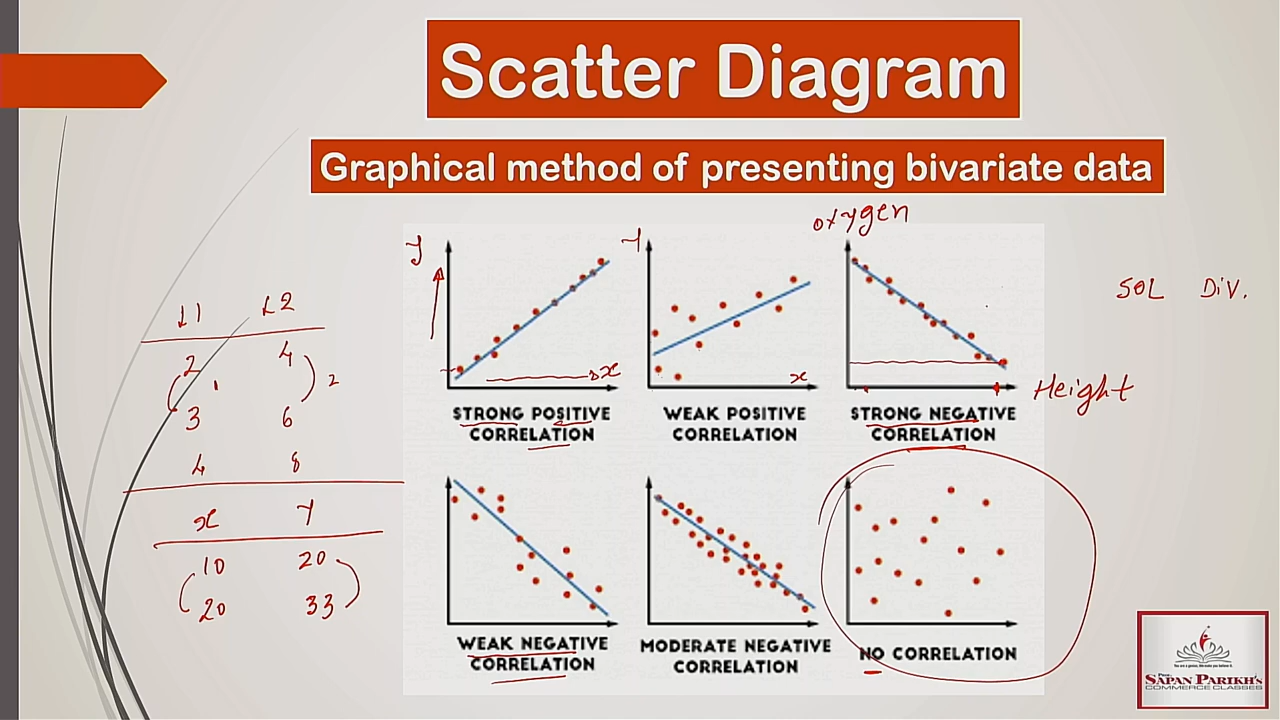 Scatter Diagram
Graphical method of presenting bivariate data
oxygen
y
Y
SOL DIV.
x
x
Height
STRONG POSITIVE
CORRELATION
WEAK POSITIVE
CORRELATION
STRONG NEGATIVE
CORRELATION
2 4
1 2
3 6
4 8
x y
10 20
20 33
WEAK NEGATIVE
CORRELATION
MODERATE NEGATIVE
CORRELATION
NO CORRELATION
SAPAN PARIKH'S
COMMERCE CLASSES